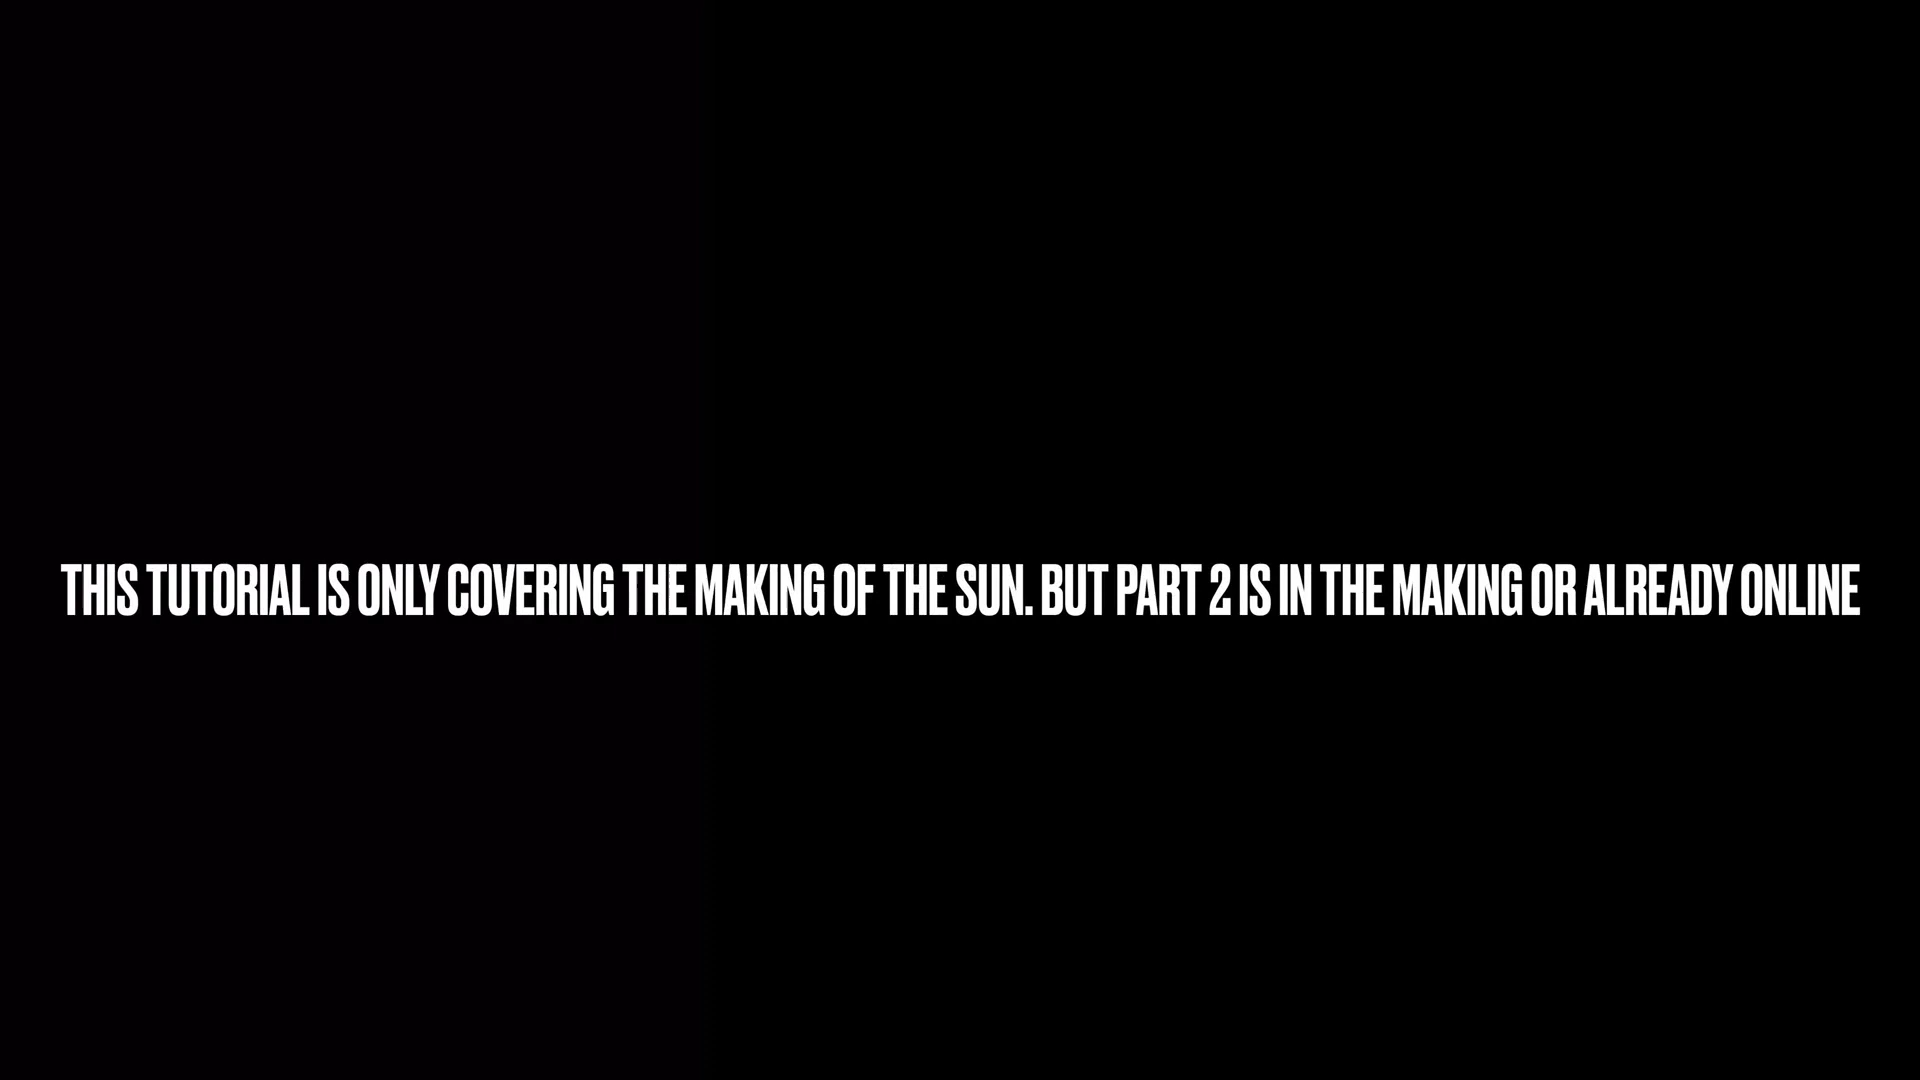 THIS TUTORIAL IS ONLY COVERING THE MAKING OF THE SUN. BUT PART 2 IS IN THE MAKING OR ALREADY ONLINE